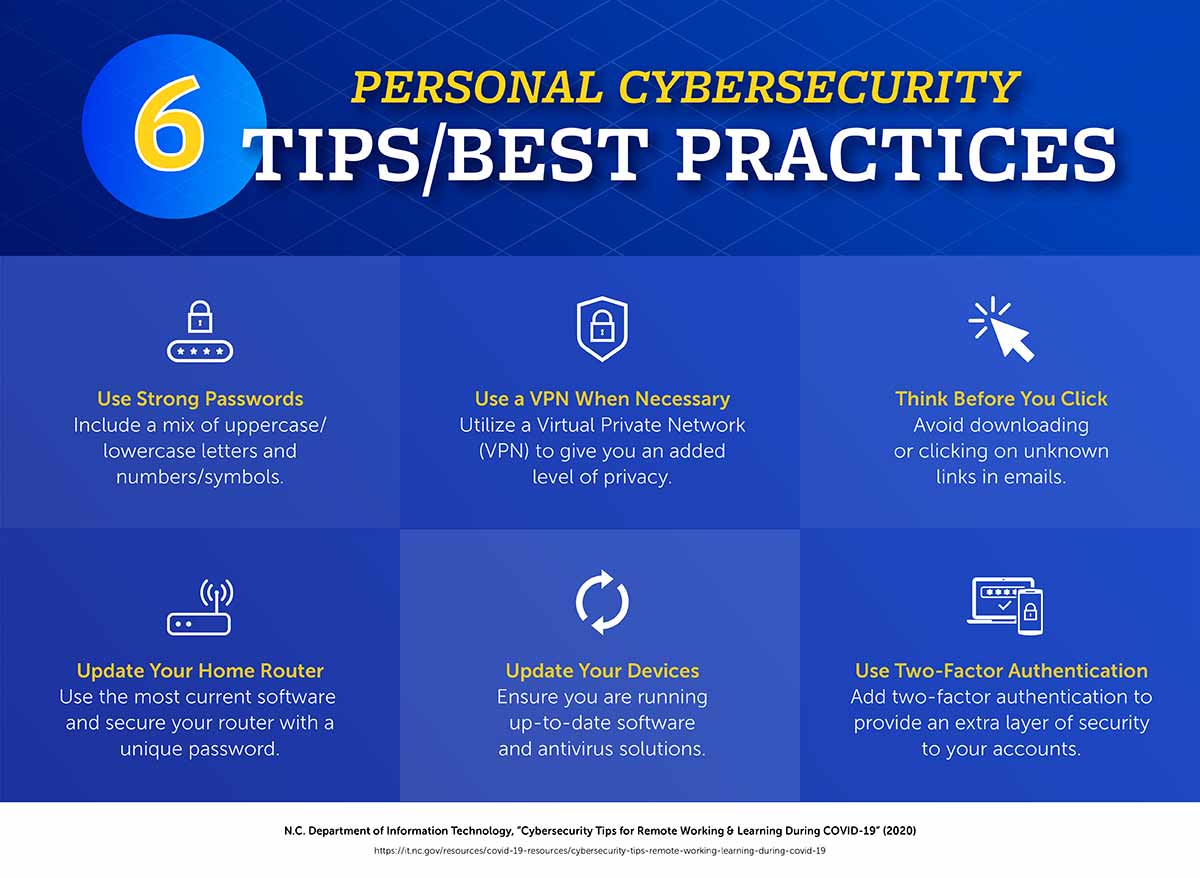 6
PERSONAL CYBERSECURITY
TIPS/BEST PRACTICES
Use Strong Passwords
Include a mix of uppercase/
lowercase letters and
numbers/symbols.
Use a VPN When Necessary
Utilize a Virtual Private Network
(VPN) to give you an added
level of privacy.
Think Before You Click
Avoid downloading
or clicking on unknown
links in emails.
Update Your Home Router
Use the most current software
and secure your router with a
unique password.
Update Your Devices
Ensure you are running
up-to-date software
and antivirus solutions.
Use Two-Factor Authentication
Add two-factor authentication to
provide an extra layer of security
to your accounts.
N.C. Department of Information Technology, “Cybersecurity Tips for Remote Working & Learning During COVID-19” (2020)
https://it.nc.gov/resources/covid-19-resources/cybersecurity-tips-remote-working-learning-during-covid-19